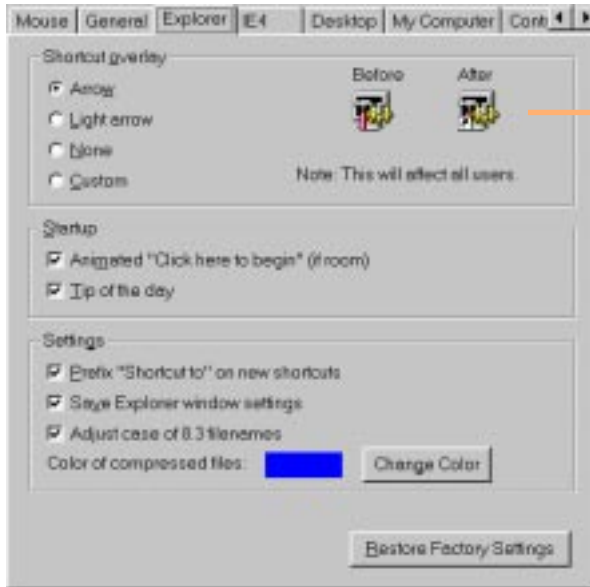 Mouse General Explorer IE4 Desktop My Computer Cont
Shortcut overlay
Before After
Arrow
Light arrow
None
Custom
Note: This will affect all users
Startup
Animated "Click here to begin" (if room)
Tip of the day
Settings
Prefix "Shortcut to" on new shortcuts
Save Explorer window settings
Adjust case of 8.3 filenames
Color of compressed files: Change Color
Restore Factory Settings